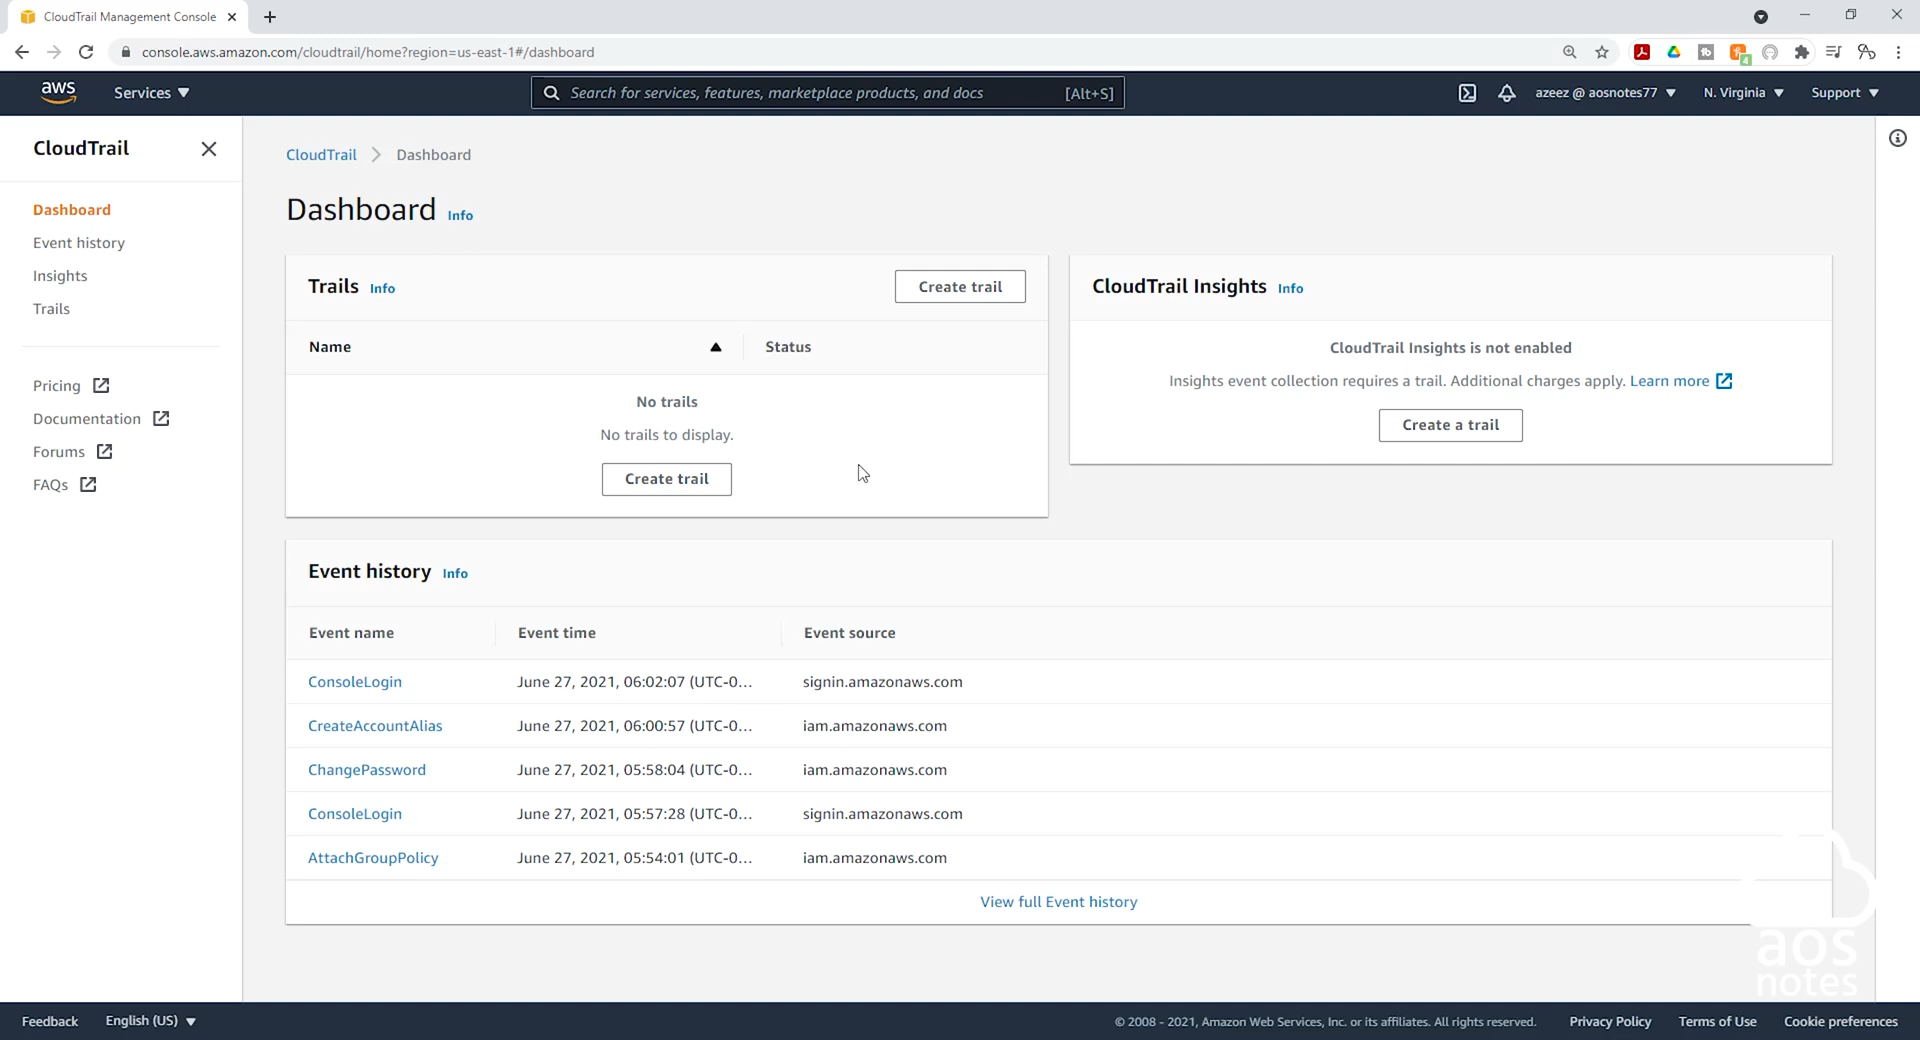 CloudTrail Management Console
console.aws.amazon.com/cloudtrail/home?region=us-east-1#/dashboard
4
aws
Services
Search for services, features, marketplace products, and docs
[Alt+S]
azeez @ aosnotes77
N. Virginia
Support
CloudTrail
Dashboard
Event history
Insights
Trails
Pricing
Documentation
Forums
FAQs
CloudTrail
Dashboard
Dashboard Info
Trails Info
Create trail
Name
Status
No trails
No trails to display.
Create trail
CloudTrail Insights Info
CloudTrail Insights is not enabled
Insights event collection requires a trail. Additional charges apply. Learn more
Create a trail
Event history Info
Event name Event time Event source
ConsoleLogin June 27, 2021, 06:02:07 (UTC-0... signin.amazonaws.com
CreateAccountAlias June 27, 2021, 06:00:57 (UTC-0... iam.amazonaws.com
ChangePassword June 27, 2021, 05:58:04 (UTC-0... iam.amazonaws.com
ConsoleLogin June 27, 2021, 05:57:28 (UTC-0... signin.amazonaws.com
AttachGroupPolicy June 27, 2021, 05:54:01 (UTC-0... iam.amazonaws.com
View full Event history
aos
notes
Feedback
English (US)
© 2008 - 2021, Amazon Web Services, Inc. or its affiliates. All rights reserved.
Privacy Policy
Terms of Use
Cookie preferences